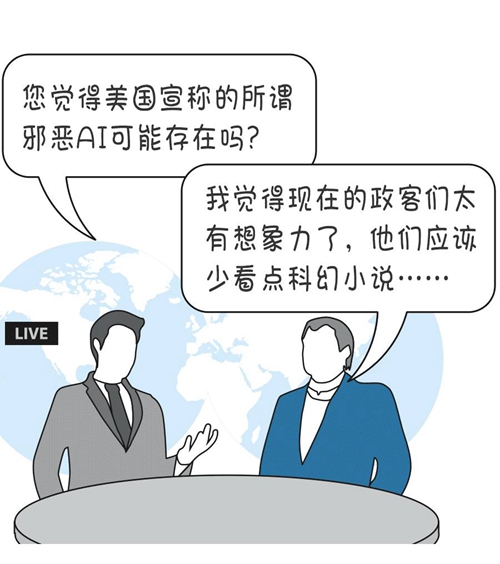 您觉得美国宣称的所谓
邪恶AI可能存在吗?
我觉得现在的政客们太
有想象力了，他们应该
少看点科幻小说……
LIVE